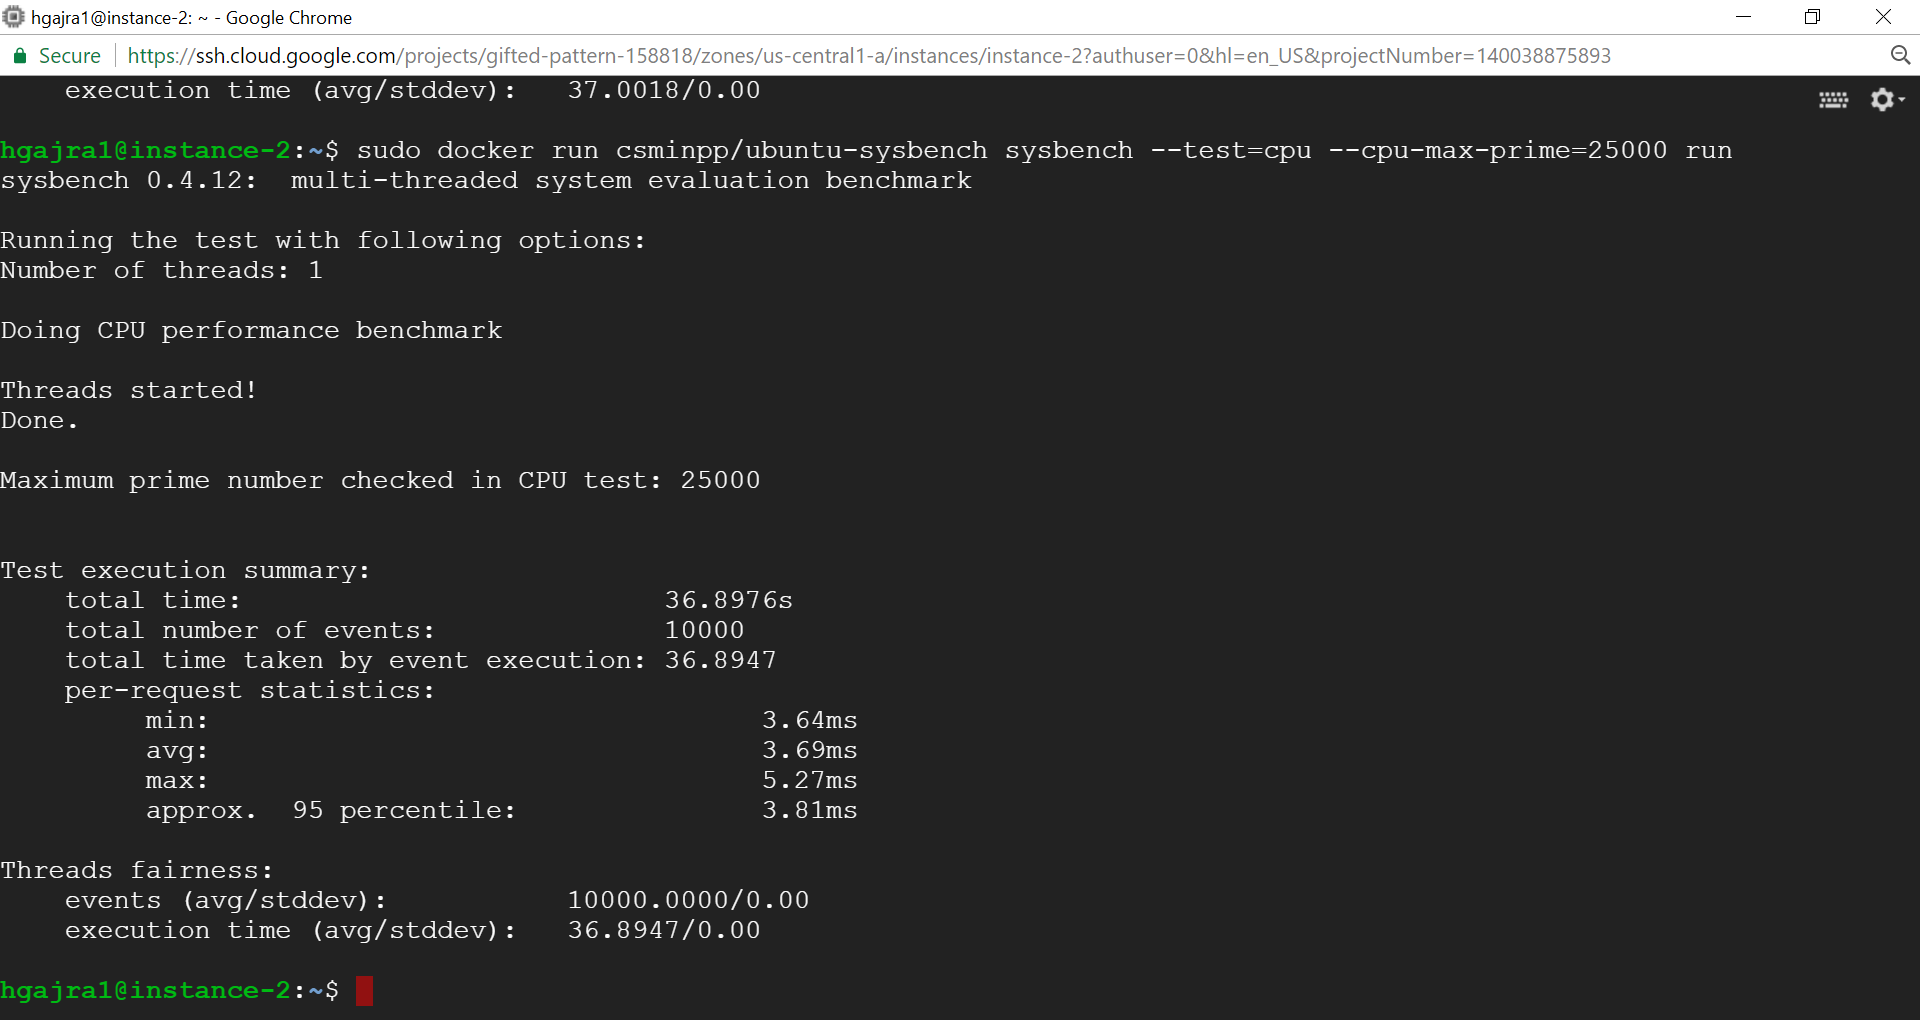 hgajra1@instance-2: ~ - Google Chrome
Secure https://ssh.cloud.google.com/projects/gifted-pattern-158818/zones/us-central1-a/instances/instance-2?authuser=0&hl=en_US&projectNumber=140038875893
execution time (avg/stddev):   37.0018/0.00
hgajra1@instance-2:~$ sudo docker run csminpp/ubuntu-sysbench sysbench --test=cpu --cpu-max-prime=25000 run
sysbench 0.4.12:  multi-threaded system evaluation benchmark
Running the test with following options:
Number of threads: 1
Doing CPU performance benchmark
Threads started!
Done.
Maximum prime number checked in CPU test: 25000
Test execution summary:
total time:                          36.8976s
total number of events:              10000
total time taken by event execution: 36.8947
per-request statistics:
min:                                  3.64ms
avg:                                  3.69ms
max:                                  5.27ms
approx.  95 percentile:               3.81ms
Threads fairness:
events (avg/stddev):           10000.0000/0.00
execution time (avg/stddev):   36.8947/0.00
hgajra1@instance-2:~$